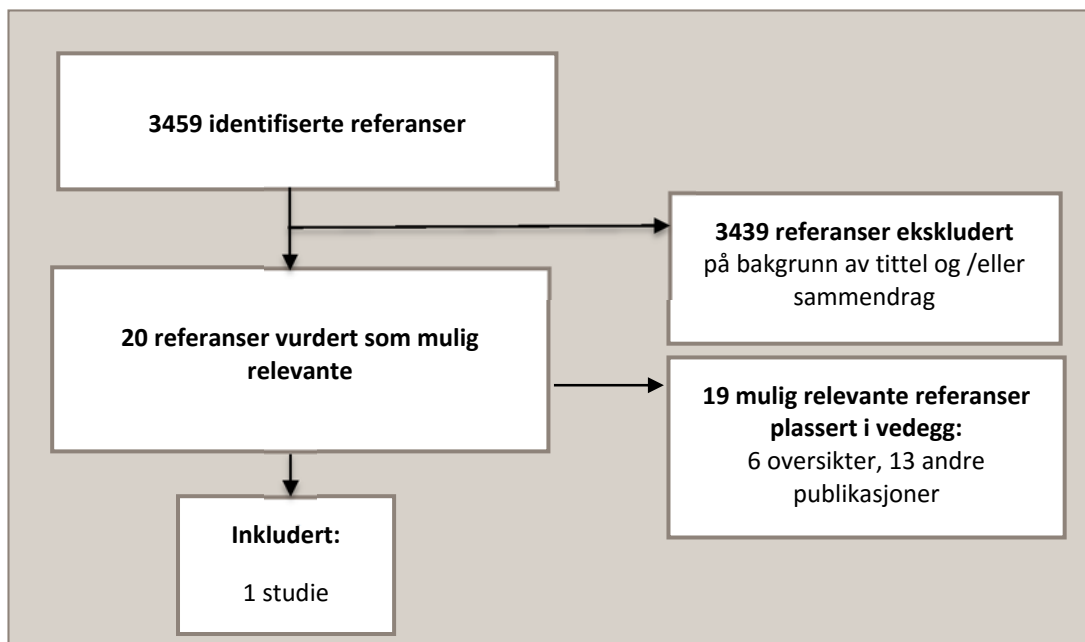 3459 identifiserte referanser
3439 referanser ekskludert
på bakgrunn av tittel og /eller
sammendrag
20 referanser vurdert som mulig
relevante
19 mulig relevante referanser
plassert i vedegg:
6 oversikter, 13 andre
publikasjoner
Inkludert:
1 studie